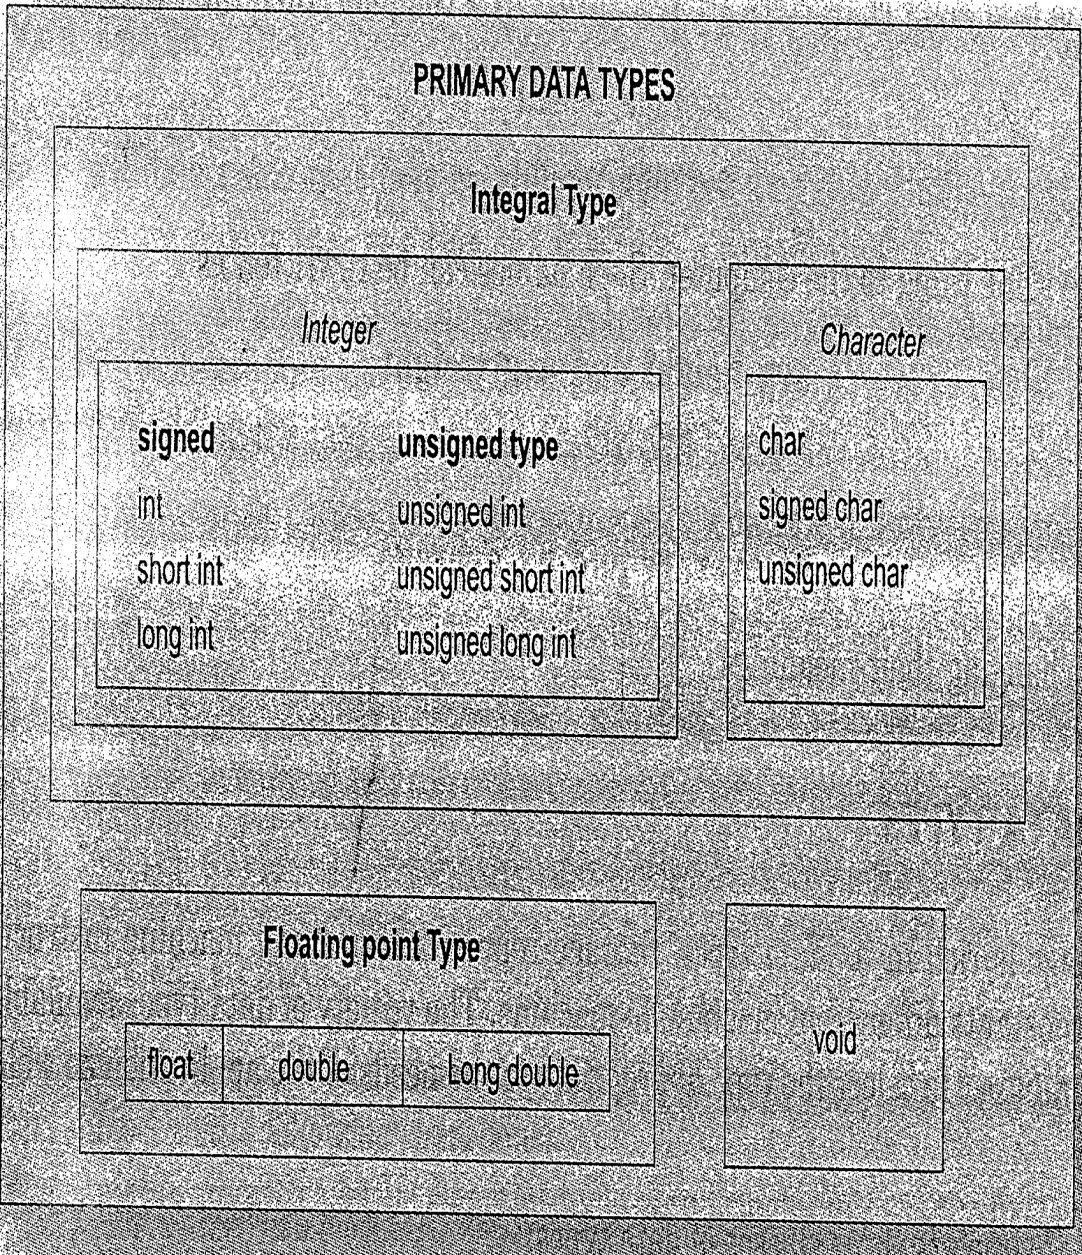 PRIMARY DATA TYPES
Integral Type
Integer
signed unsigned type
int unsigned int
short int unsigned short int
long int unsigned long int
Character
char
signed char
unsigned char
Floating point Type
float double Long double
void